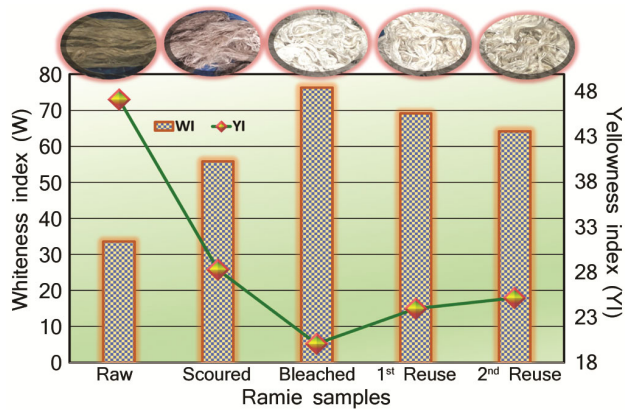 80
70
60
50
40
30
20
10
0
Whiteness index (W)
WI
YI
48
43
38
33
28
23
18
Yellowness index (YI)
Raw
Scoured
Bleached
1st Reuse
2nd Reuse
Ramie samples